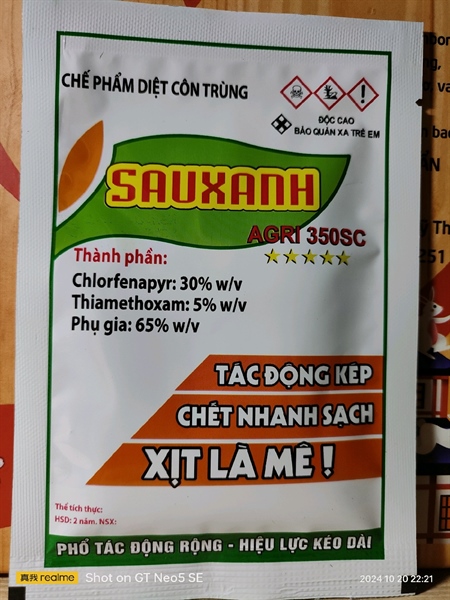 CHẾ PHẨM DIỆT CÔN TRÙNG
ĐỘC CAO
BẢO QUẢN XA TRẺ EM
SAUXANH
AGRI 350SC
Thành phần:
Chlorfenapyr: 30% w/v
Thiamethoxam: 5% w/v
Phụ gia: 65% w/v
TÁC ĐỘNG KÉP
CHẾT NHANH SẠCH
XỊT LÀ MÊ !
Thể tích thực:
HSD: 2 năm. NSX:
PHỔ TÁC ĐỘNG RỘNG - HIỆU LỰC KÉO DÀI
真我 realme
Shot on GT Neo5 SE
2024 10 20 22:21
251